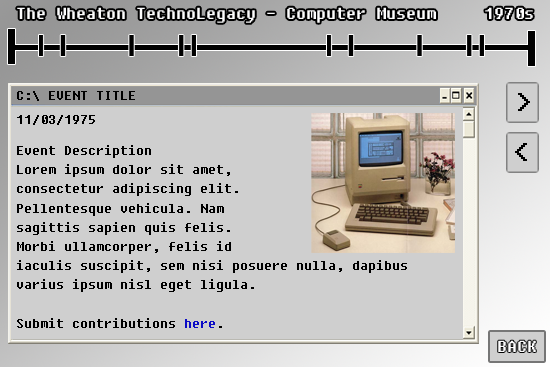 The Wheaton TechnoLegacy - Computer Museum 1970s
C:\ EVENT TITLE
11/03/1975
Event Description
Lorem ipsum dolor sit amet,
consectetur adipiscing elit.
Pellentesque vehicula. Nam
sagittis sapien quis felis.
Morbi ullamcorper, felis id
iaculis suscipit, sem nisi posuere nulla, dapibus
varius ipsum nisl eget ligula.
Submit contributions here.
BACK